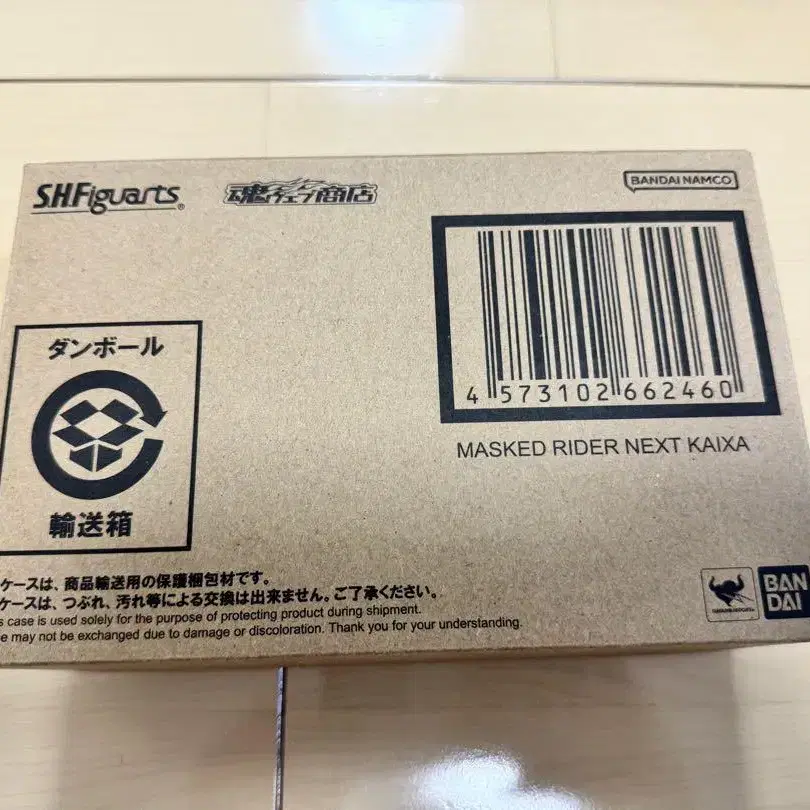 S.H.Figuarts®
魂ウェブ商店
BANDAI NAMCO
4 573102 662460
MASKED RIDER NEXT KAIXA
ダンボール
輸送箱
ケースは、商品輸送用の保護梱包材です。
ケースは、つぶれ、汚れ等による交換は出来ません。ご了承ください。
case is used solely for the purpose of protecting product during shipment.
may not be exchanged due to damage or discoloration. Thank you for your understanding.
BAN
DAI